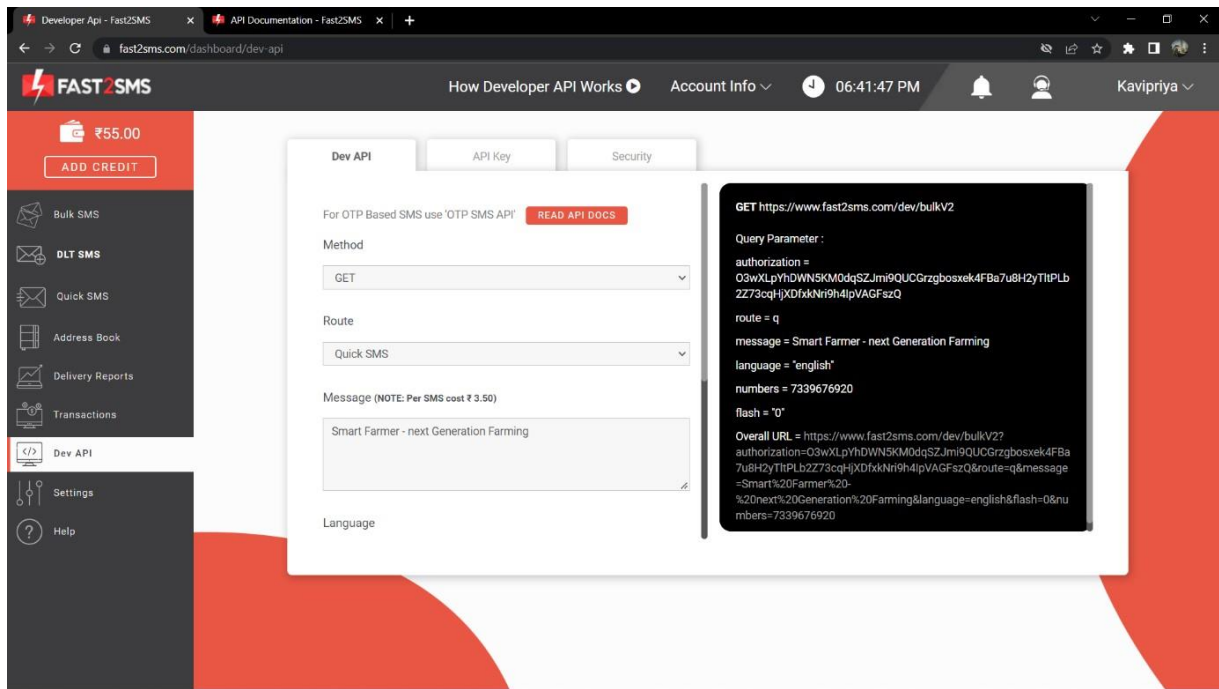 Developer Api - Fast2SMS
API Documentation - Fast2SMS
fast2sms.com/dashboard/dev-api
FAST2SMS
How Developer API Works
Account Info
06:41:47 PM
Kavipriya
₹55.00
ADD CREDIT
Bulk SMS
DLT SMS
Quick SMS
Address Book
Delivery Reports
Transactions
Dev API
Settings
Help
Dev API
API Key
Security
For OTP Based SMS use 'OTP SMS API'
READ API DOCS
Method
GET
Route
Quick SMS
Message (NOTE: Per SMS cost ₹ 3.50)
Smart Farmer - next Generation Farming
Language
GET https://www.fast2sms.com/dev/bulkV2
Query Parameter :
authorization =
route = q
message = Smart Farmer - next Generation Farming
language = "english"
numbers = 7339676920
flash = "0"
Overall URL = https://www.fast2sms.com/dev/bulkV2?
authorization=
&route=q&message
=Smart%20Farmer%20-
%20next%20Generation%20Farming&language=english&flash=0&nu
mbers=7339676920